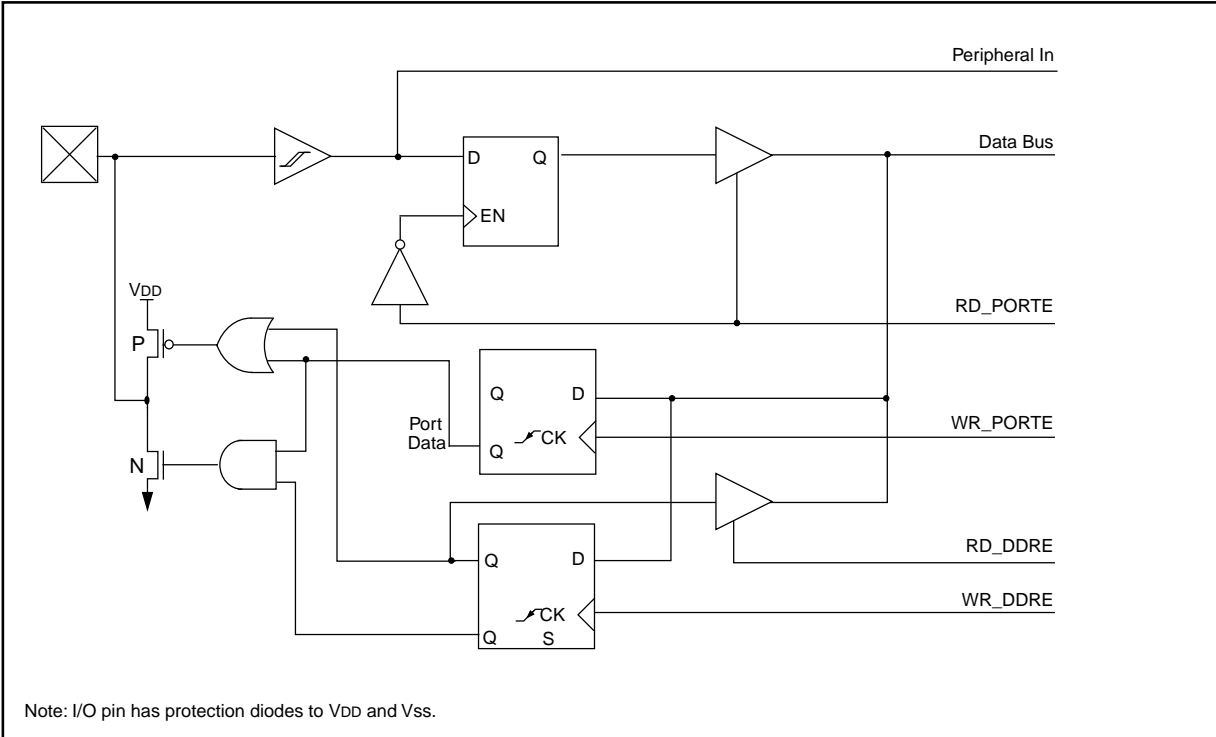 Peripheral In
D
Q
Data Bus
EN
VDD
RD_PORTE
P
Q
D
Port
Data
CK
WR_PORTE
Q
N
RD_DDRE
Q
D
WR_DDRE
CK
Q
S
Note: I/O pin has protection diodes to VDD and Vss.